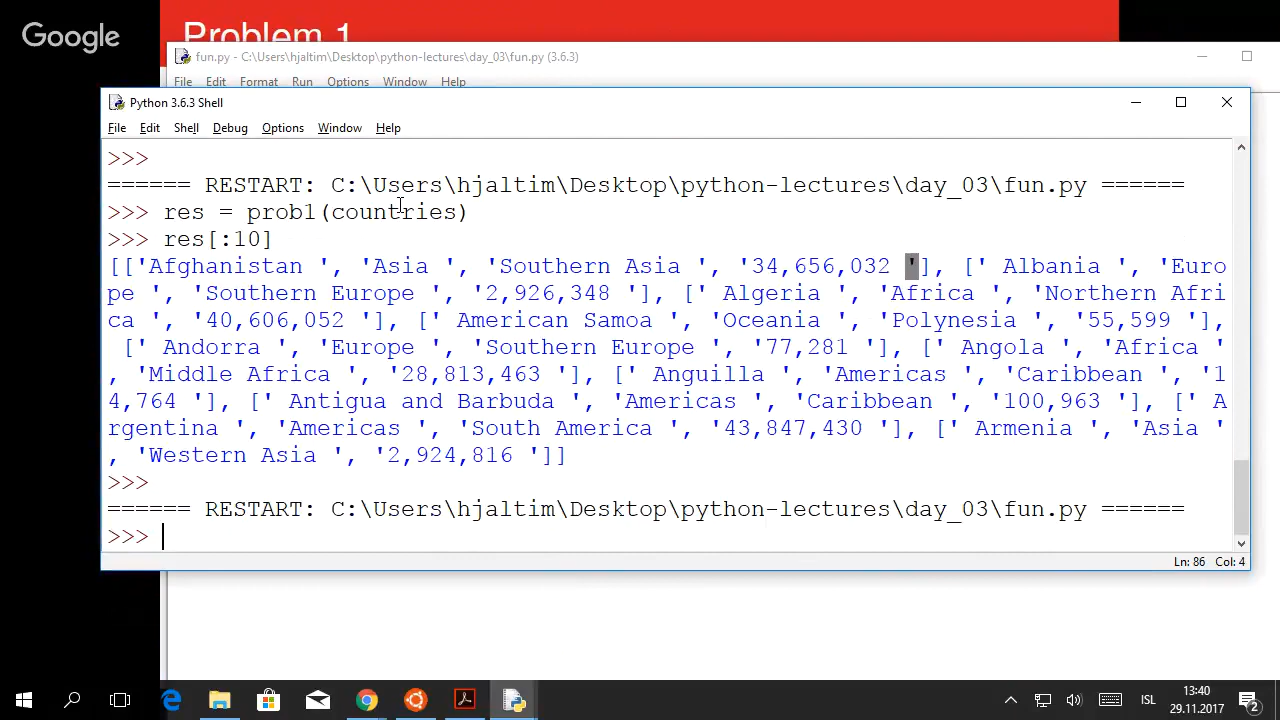 Google
Problem 1
fun.py - C:\Users\hjaltim\Desktop\python-lectures\day_03\fun.py (3.6.3)
File Edit Format Run Options Window Help
Python 3.6.3 Shell
File Edit Shell Debug Options Window Help
>>>
====== RESTART: C:\Users\hjaltim\Desktop\python-lectures\day_03\fun.py ======
>>> res = prob1(countries)
>>> res[:10]
[['Afghanistan ', 'Asia ', 'Southern Asia ', '34,656,032 '], [' Albania ', 'Euro
pe ', 'Southern Europe ', '2,926,348 '], [' Algeria ', 'Africa ', 'Northern Afri
ca ', '40,606,052 '], [' American Samoa ', 'Oceania ', 'Polynesia ', '55,599 '],
 [' Andorra ', 'Europe ', 'Southern Europe ', '77,281 '], [' Angola ', 'Africa '
, 'Middle Africa ', '28,813,463 '], [' Anguilla ', 'Americas ', 'Caribbean ', '1
4,764 '], [' Antigua and Barbuda ', 'Americas ', 'Caribbean ', '100,963 '], [' A
rgentina ', 'Americas ', 'South America ', '43,847,430 '], [' Armenia ', 'Asia '
, 'Western Asia ', '2,924,816 ']]
>>>
====== RESTART: C:\Users\hjaltim\Desktop\python-lectures\day_03\fun.py ======
>>>
Ln: 86 Col: 4
ISL
13:40
29.11.2017
2